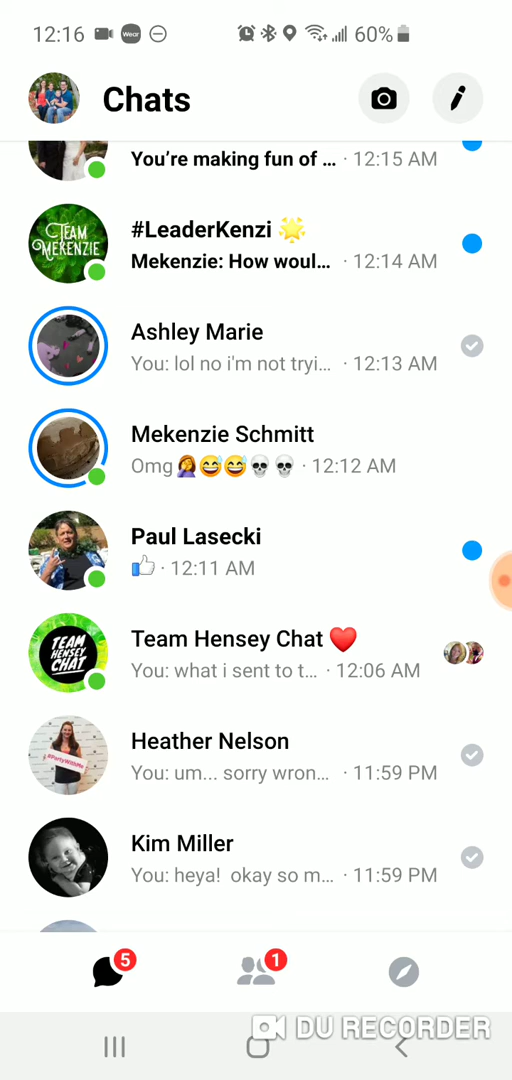 12:16 Wear 60%
Chats
You're making fun of … · 12:15 AM
TEAM MEKENZIE
#LeaderKenzi 🌟
Mekenzie: How woul… · 12:14 AM
Ashley Marie
You: lol no i'm not tryi… · 12:13 AM
Mekenzie Schmitt
Omg🤦‍♀️😅😅💀💀 · 12:12 AM
Paul Lasecki
👍 · 12:11 AM
TEAM HENSEY CHAT
Team Hensey Chat ❤️
You: what i sent to t… · 12:06 AM
#PartyWithMe
Heather Nelson
You: um... sorry wron… · 11:59 PM
Kim Miller
You: heya! okay so m… · 11:59 PM
5 1
DU RECORDER